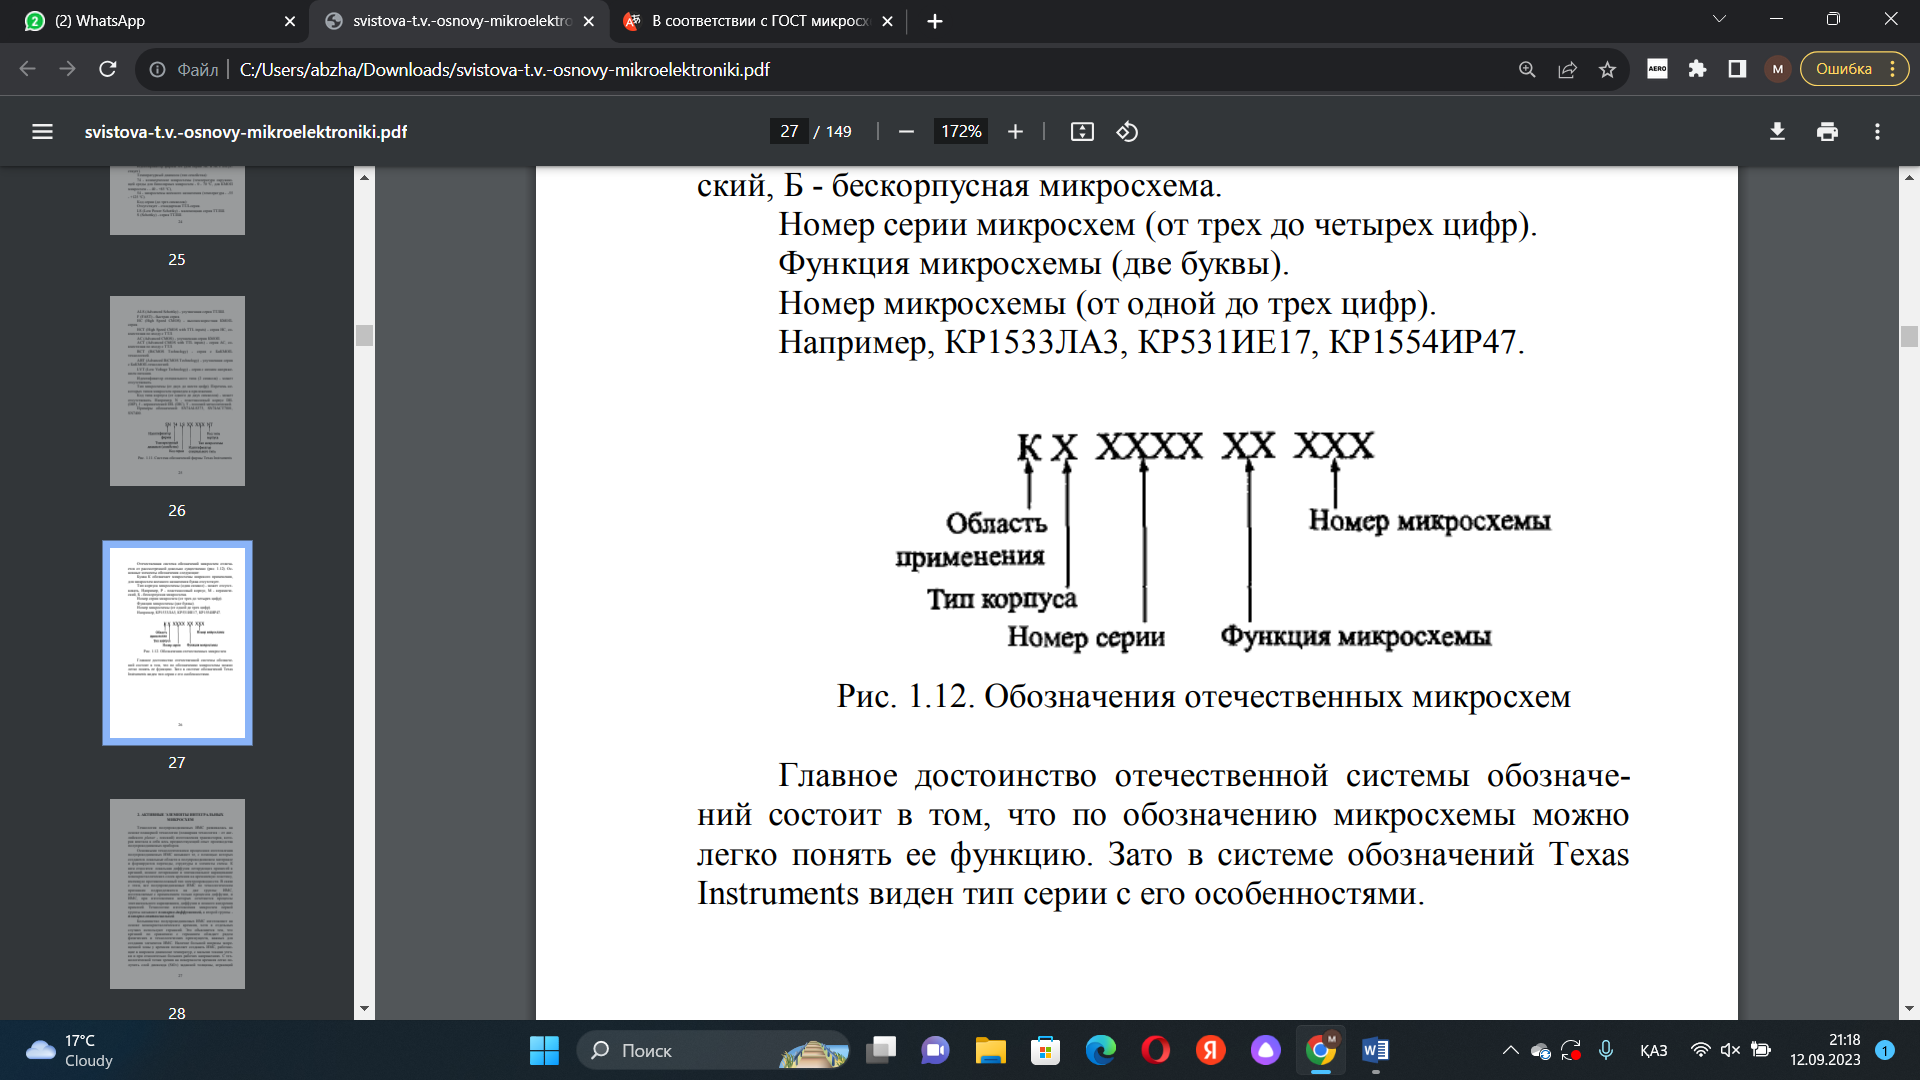 (2) WhatsApp
svistova-t.v.-osnovy-mikroelektro
В соответствии с ГОСТ микросх
Файл
C:/Users/abzha/Downloads/svistova-t.v.-osnovy-mikroelektroniki.pdf
AERO
M
Ошибка
svistova-t.v.-osnovy-mikroelektroniki.pdf
27 / 149
172%
25
26
27
28
ский, Б - бескорпусная микросхема.
Номер серии микросхем (от трех до четырех цифр).
Функция микросхемы (две буквы).
Номер микросхемы (от одной до трех цифр).
Например, КР1533ЛА3, КР531ИЕ17, КР1554ИР47.
К Х ХХХХ ХХ ХХХ
Область
применения
Номер микросхемы
Тип корпуса
Номер серии
Функция микросхемы
Рис. 1.12. Обозначения отечественных микросхем
Главное достоинство отечественной системы обозначе-
ний состоит в том, что по обозначению микросхемы можно
легко понять ее функцию. Зато в системе обозначений Texas
Instruments виден тип серии с его особенностями.
17°C
Cloudy
Поиск
ҚАЗ
21:18
12.09.2023
1